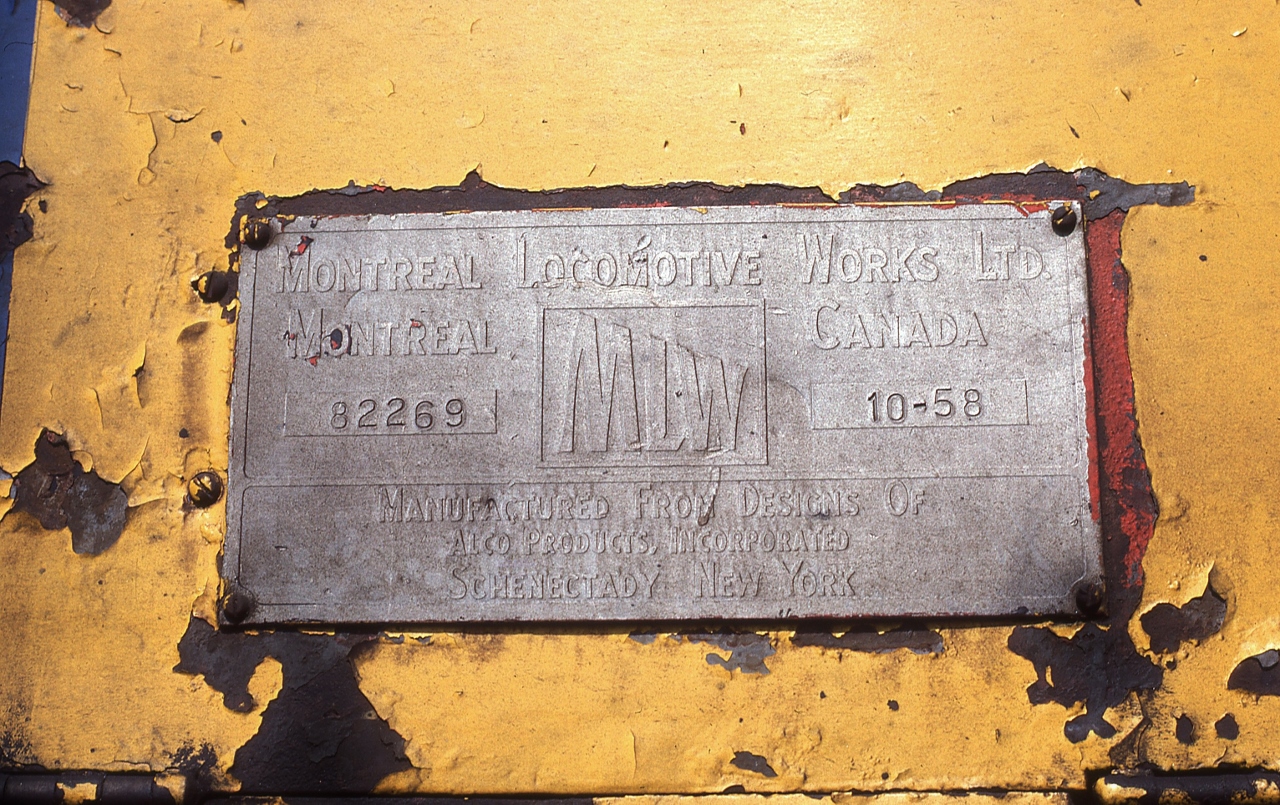 MONTREAL LOCOMOTIVE WORKS LTD.
MONTREAL MLW CANADA
82269 10-58
MANUFACTURED FROM DESIGNS OF
ALCO PRODUCTS, INCORPORATED
SCHENECTADY NEW YORK